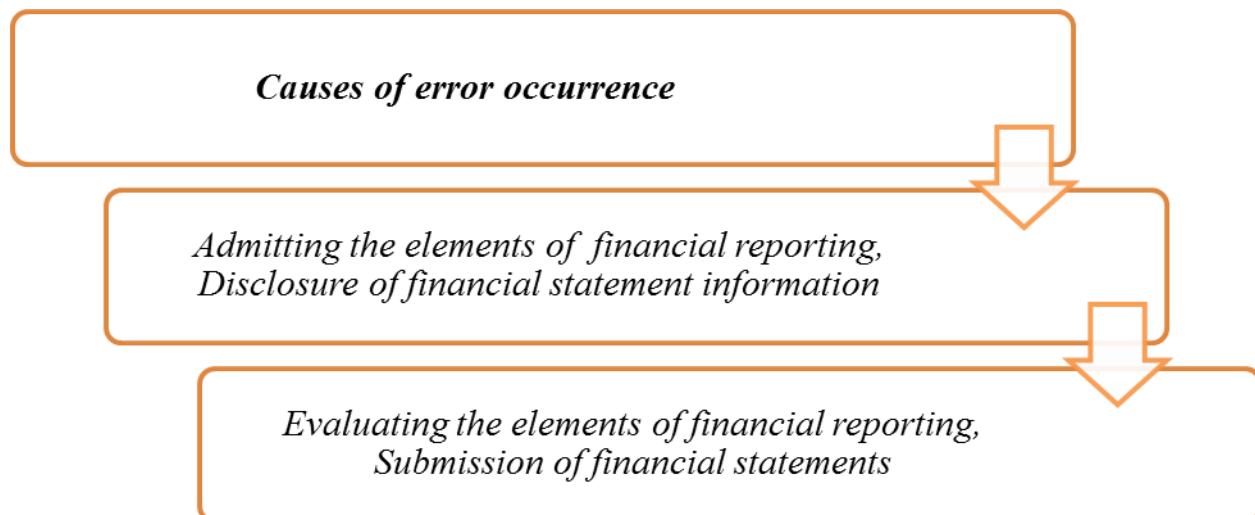 Causes of error occurrence
Admitting the elements of financial reporting,
Disclosure of financial statement information
Evaluating the elements of financial reporting,
Submission of financial statements